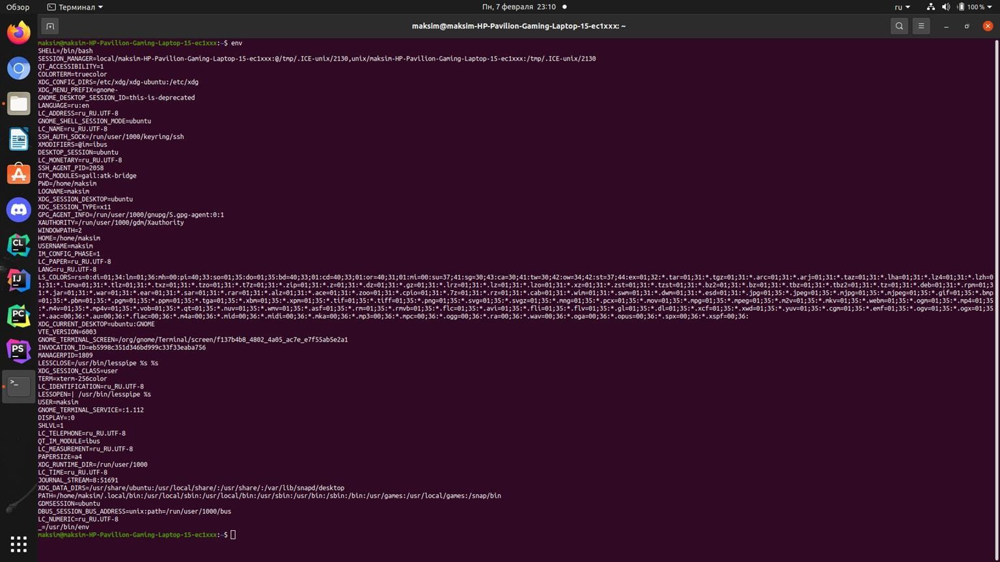 Обзор
Терминал
Пн, 7 февраля 23:10
ru
100 %
maksim@maksim-HP-Pavilion-Gaming-Laptop-15-ec1xxx: ~
maksim@maksim-HP-Pavilion-Gaming-Laptop-15-ec1xxx:~$ env
SHELL=/bin/bash
SESSION_MANAGER=local/maksim-HP-Pavilion-Gaming-Laptop-15-ec1xxx:@/tmp/.ICE-unix/2130,unix/maksim-HP-Pavilion-Gaming-Laptop-15-ec1xxx:/tmp/.ICE-unix/2130
QT_ACCESSIBILITY=1
COLORTERM=truecolor
XDG_CONFIG_DIRS=/etc/xdg/xdg-ubuntu:/etc/xdg
XDG_MENU_PREFIX=gnome-
GNOME_DESKTOP_SESSION_ID=this-is-deprecated
LANGUAGE=ru:en
LC_ADDRESS=ru_RU.UTF-8
GNOME_SHELL_SESSION_MODE=ubuntu
LC_NAME=ru_RU.UTF-8
SSH_AUTH_SOCK=/run/user/1000/keyring/ssh
XMODIFIERS=@im=ibus
DESKTOP_SESSION=ubuntu
LC_MONETARY=ru_RU.UTF-8
SSH_AGENT_PID=2058
GTK_MODULES=gail:atk-bridge
PWD=/home/maksim
LOGNAME=maksim
XDG_SESSION_DESKTOP=ubuntu
XDG_SESSION_TYPE=x11
GPG_AGENT_INFO=/run/user/1000/gnupg/S.gpg-agent:0:1
XAUTHORITY=/run/user/1000/gdm/Xauthority
WINDOWPATH=2
HOME=/home/maksim
USERNAME=maksim
IM_CONFIG_PHASE=1
LC_PAPER=ru_RU.UTF-8
LANG=ru_RU.UTF-8
LS_COLORS=rs=0:di=01;34:ln=01;36:mh=00:pi=40;33:so=01;35:do=01;35:bd=40;33;01:cd=40;33;01:or=40;31;01:mi=00:su=37;41:sg=30;43:ca=30;41:tw=30;42:ow=34;42:st=37;44:ex=01;32:*.tar=01;31:*.tgz=01;31:*.arc=01;31:*.arj=01;31:*.taz=01;31:*.lha=01;31:*.lz4=01;31:*.lzh=0
1;31:*.lzma=01;31:*.tlz=01;31:*.txz=01;31:*.tzo=01;31:*.t7z=01;31:*.zip=01;31:*.z=01;31:*.dz=01;31:*.gz=01;31:*.lrz=01;31:*.lz=01;31:*.lzo=01;31:*.xz=01;31:*.zst=01;31:*.tzst=01;31:*.bz2=01;31:*.bz=01;31:*.tbz=01;31:*.tbz2=01;31:*.tz=01;31:*.deb=01;31:*.rpm=01
;31:*.jar=01;31:*.war=01;31:*.ear=01;31:*.sar=01;31:*.rar=01;31:*.alz=01;31:*.ace=01;31:*.zoo=01;31:*.cpio=01;31:*.7z=01;31:*.rz=01;31:*.cab=01;31:*.wim=01;31:*.swm=01;31:*.dwm=01;31:*.esd=01;31:*.jpg=01;35:*.jpeg=01;35:*.mjpg=01;35:*.mjpeg=01;35:*.gif=01;35:*.bmp
=01;35:*.pbm=01;35:*.pgm=01;35:*.ppm=01;35:*.tga=01;35:*.xbm=01;35:*.xpm=01;35:*.tif=01;35:*.tiff=01;35:*.png=01;35:*.svg=01;35:*.svgz=01;35:*.mng=01;35:*.pcx=01;35:*.mov=01;35:*.mpg=01;35:*.mpeg=01;35:*.m2v=01;35:*.mkv=01;35:*.webm=01;35:*.ogm=01;35:*.mp4=01;35
:*.m4v=01;35:*.mp4v=01;35:*.vob=01;35:*.qt=01;35:*.nuv=01;35:*.wmv=01;35:*.asf=01;35:*.rm=01;35:*.rmvb=01;35:*.flc=01;35:*.avi=01;35:*.fli=01;35:*.flv=01;35:*.gl=01;35:*.dl=01;35:*.xcf=01;35:*.xwd=01;35:*.yuv=01;35:*.cgm=01;35:*.emf=01;35:*.ogv=01;35:*.ogx=01;35
:*.aac=00;36:*.au=00;36:*.flac=00;36:*.m4a=00;36:*.mid=00;36:*.midi=00;36:*.mka=00;36:*.mp3=00;36:*.mpc=00;36:*.ogg=00;36:*.ra=00;36:*.wav=00;36:*.oga=00;36:*.opus=00;36:*.spx=00;36:*.xspf=00;36:
XDG_CURRENT_DESKTOP=ubuntu:GNOME
VTE_VERSION=6003
GNOME_TERMINAL_SCREEN=/org/gnome/Terminal/screen/f137b4b8_4802_4a05_ac7e_e7f55ab5e2a1
INVOCATION_ID=eb5998c351d346bd999c33f33eaba756
MANAGERPID=1809
LESSCLOSE=/usr/bin/lesspipe %s %s
XDG_SESSION_CLASS=user
TERM=xterm-256color
LC_IDENTIFICATION=ru_RU.UTF-8
LESSOPEN=| /usr/bin/lesspipe %s
USER=maksim
GNOME_TERMINAL_SERVICE=:1.112
DISPLAY=:0
SHLVL=1
LC_TELEPHONE=ru_RU.UTF-8
QT_IM_MODULE=ibus
LC_MEASUREMENT=ru_RU.UTF-8
PAPERSIZE=a4
XDG_RUNTIME_DIR=/run/user/1000
LC_TIME=ru_RU.UTF-8
JOURNAL_STREAM=8:51691
XDG_DATA_DIRS=/usr/share/ubuntu:/usr/local/share/:/usr/share/:/var/lib/snapd/desktop
PATH=/home/maksim/.local/bin:/usr/local/sbin:/usr/local/bin:/usr/sbin:/usr/bin:/sbin:/bin:/usr/games:/usr/local/games:/snap/bin
GDMSESSION=ubuntu
DBUS_SESSION_BUS_ADDRESS=unix:path=/run/user/1000/bus
LC_NUMERIC=ru_RU.UTF-8
_=/usr/bin/env
maksim@maksim-HP-Pavilion-Gaming-Laptop-15-ec1xxx:~$
CL
IJ
PC
PS
>_